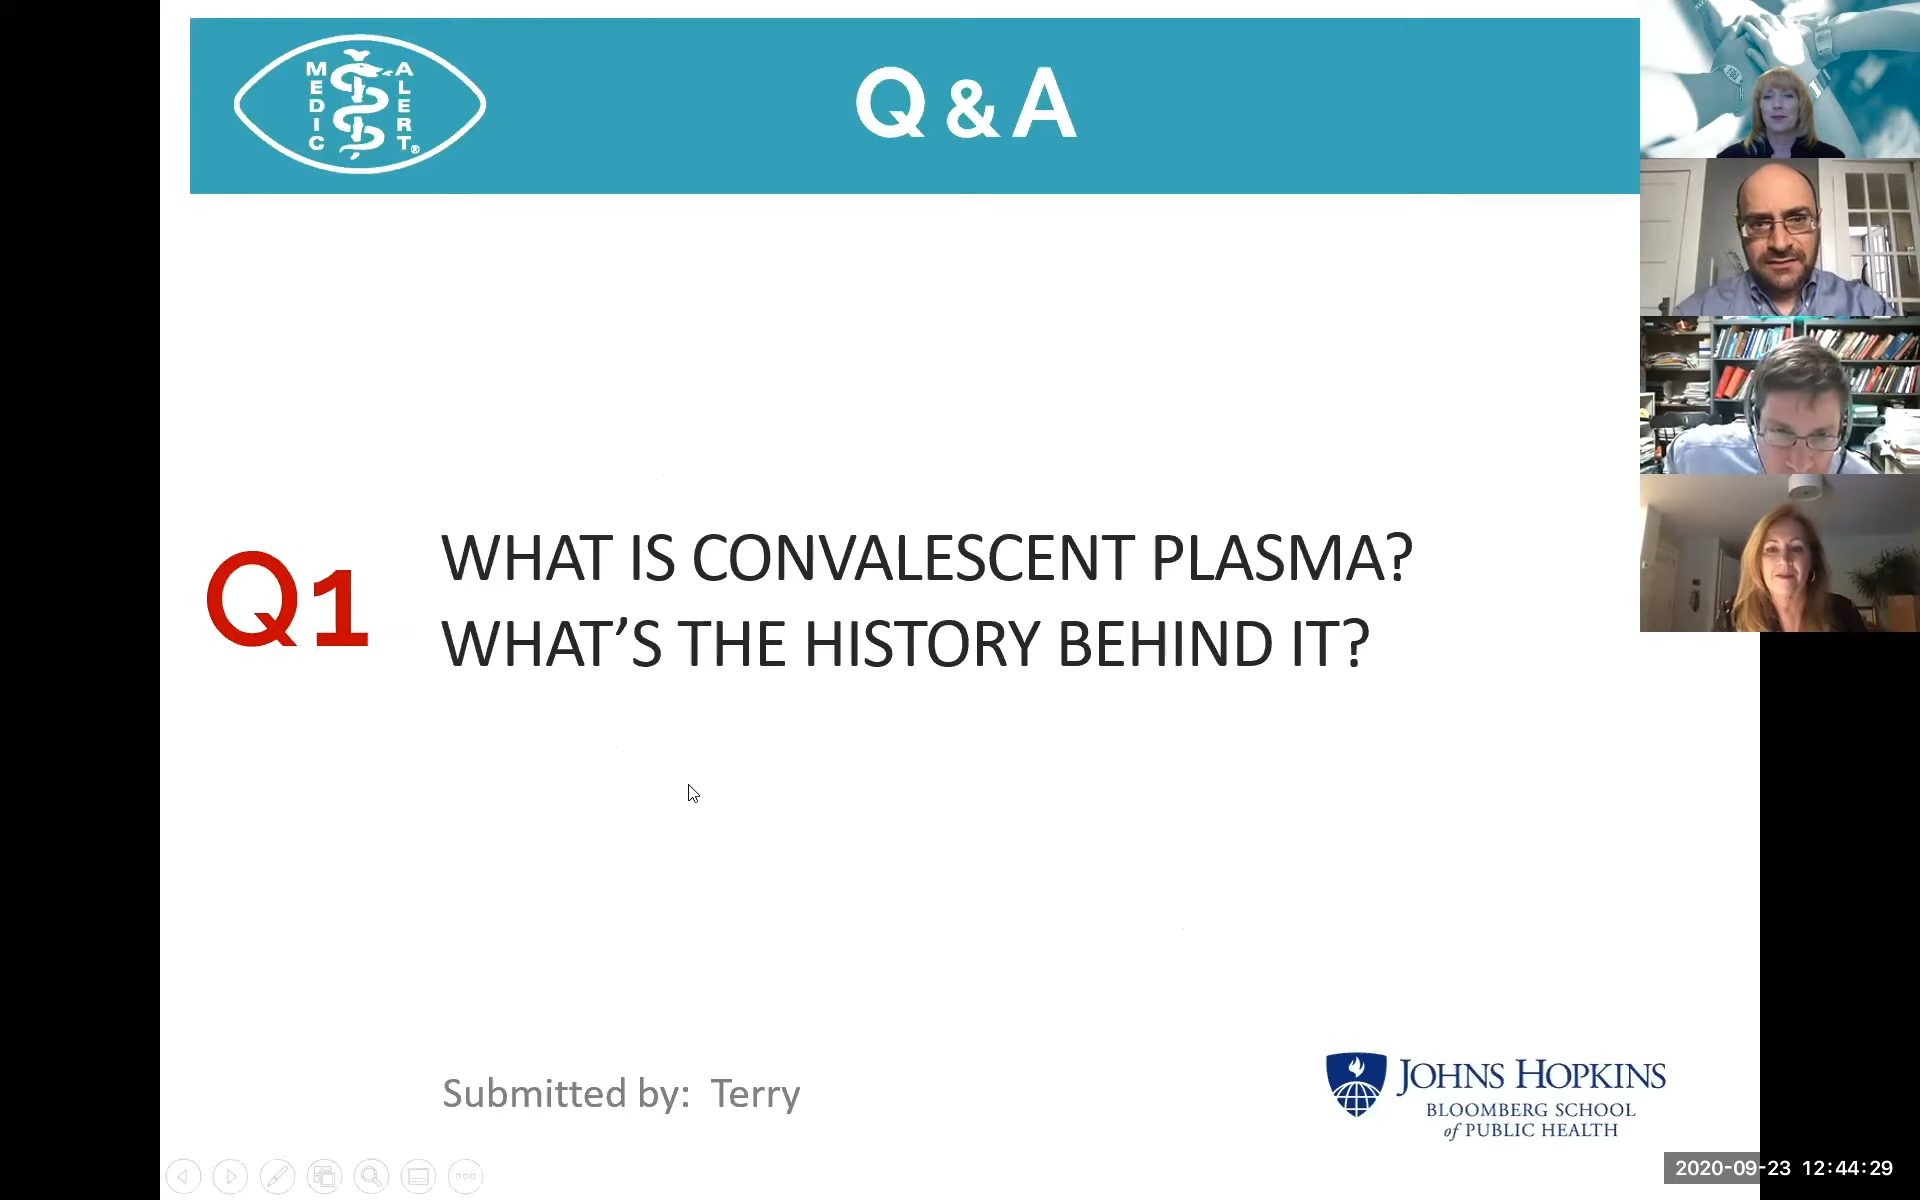 MEDIC ALERT®
Q & A
Q1
WHAT IS CONVALESCENT PLASMA?
WHAT'S THE HISTORY BEHIND IT?
Submitted by: Terry
JOHNS HOPKINS
BLOOMBERG SCHOOL
of PUBLIC HEALTH
2020-09-23 12:44:29